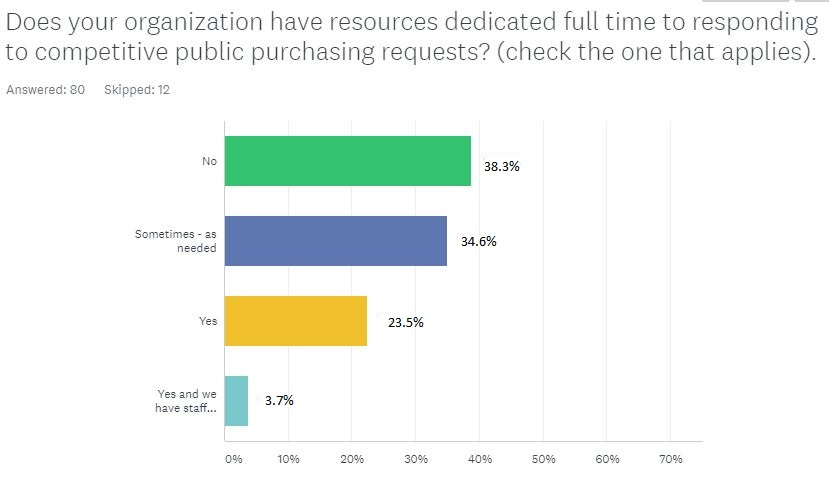 Does your organization have resources dedicated full time to responding
to competitive public purchasing requests? (check the one that applies).
Answered: 80 Skipped: 12
No
38.3%
Sometimes - as
needed
34.6%
Yes
23.5%
Yes and we
have staff...
3.7%
0% 10% 20% 30% 40% 50% 60% 70%